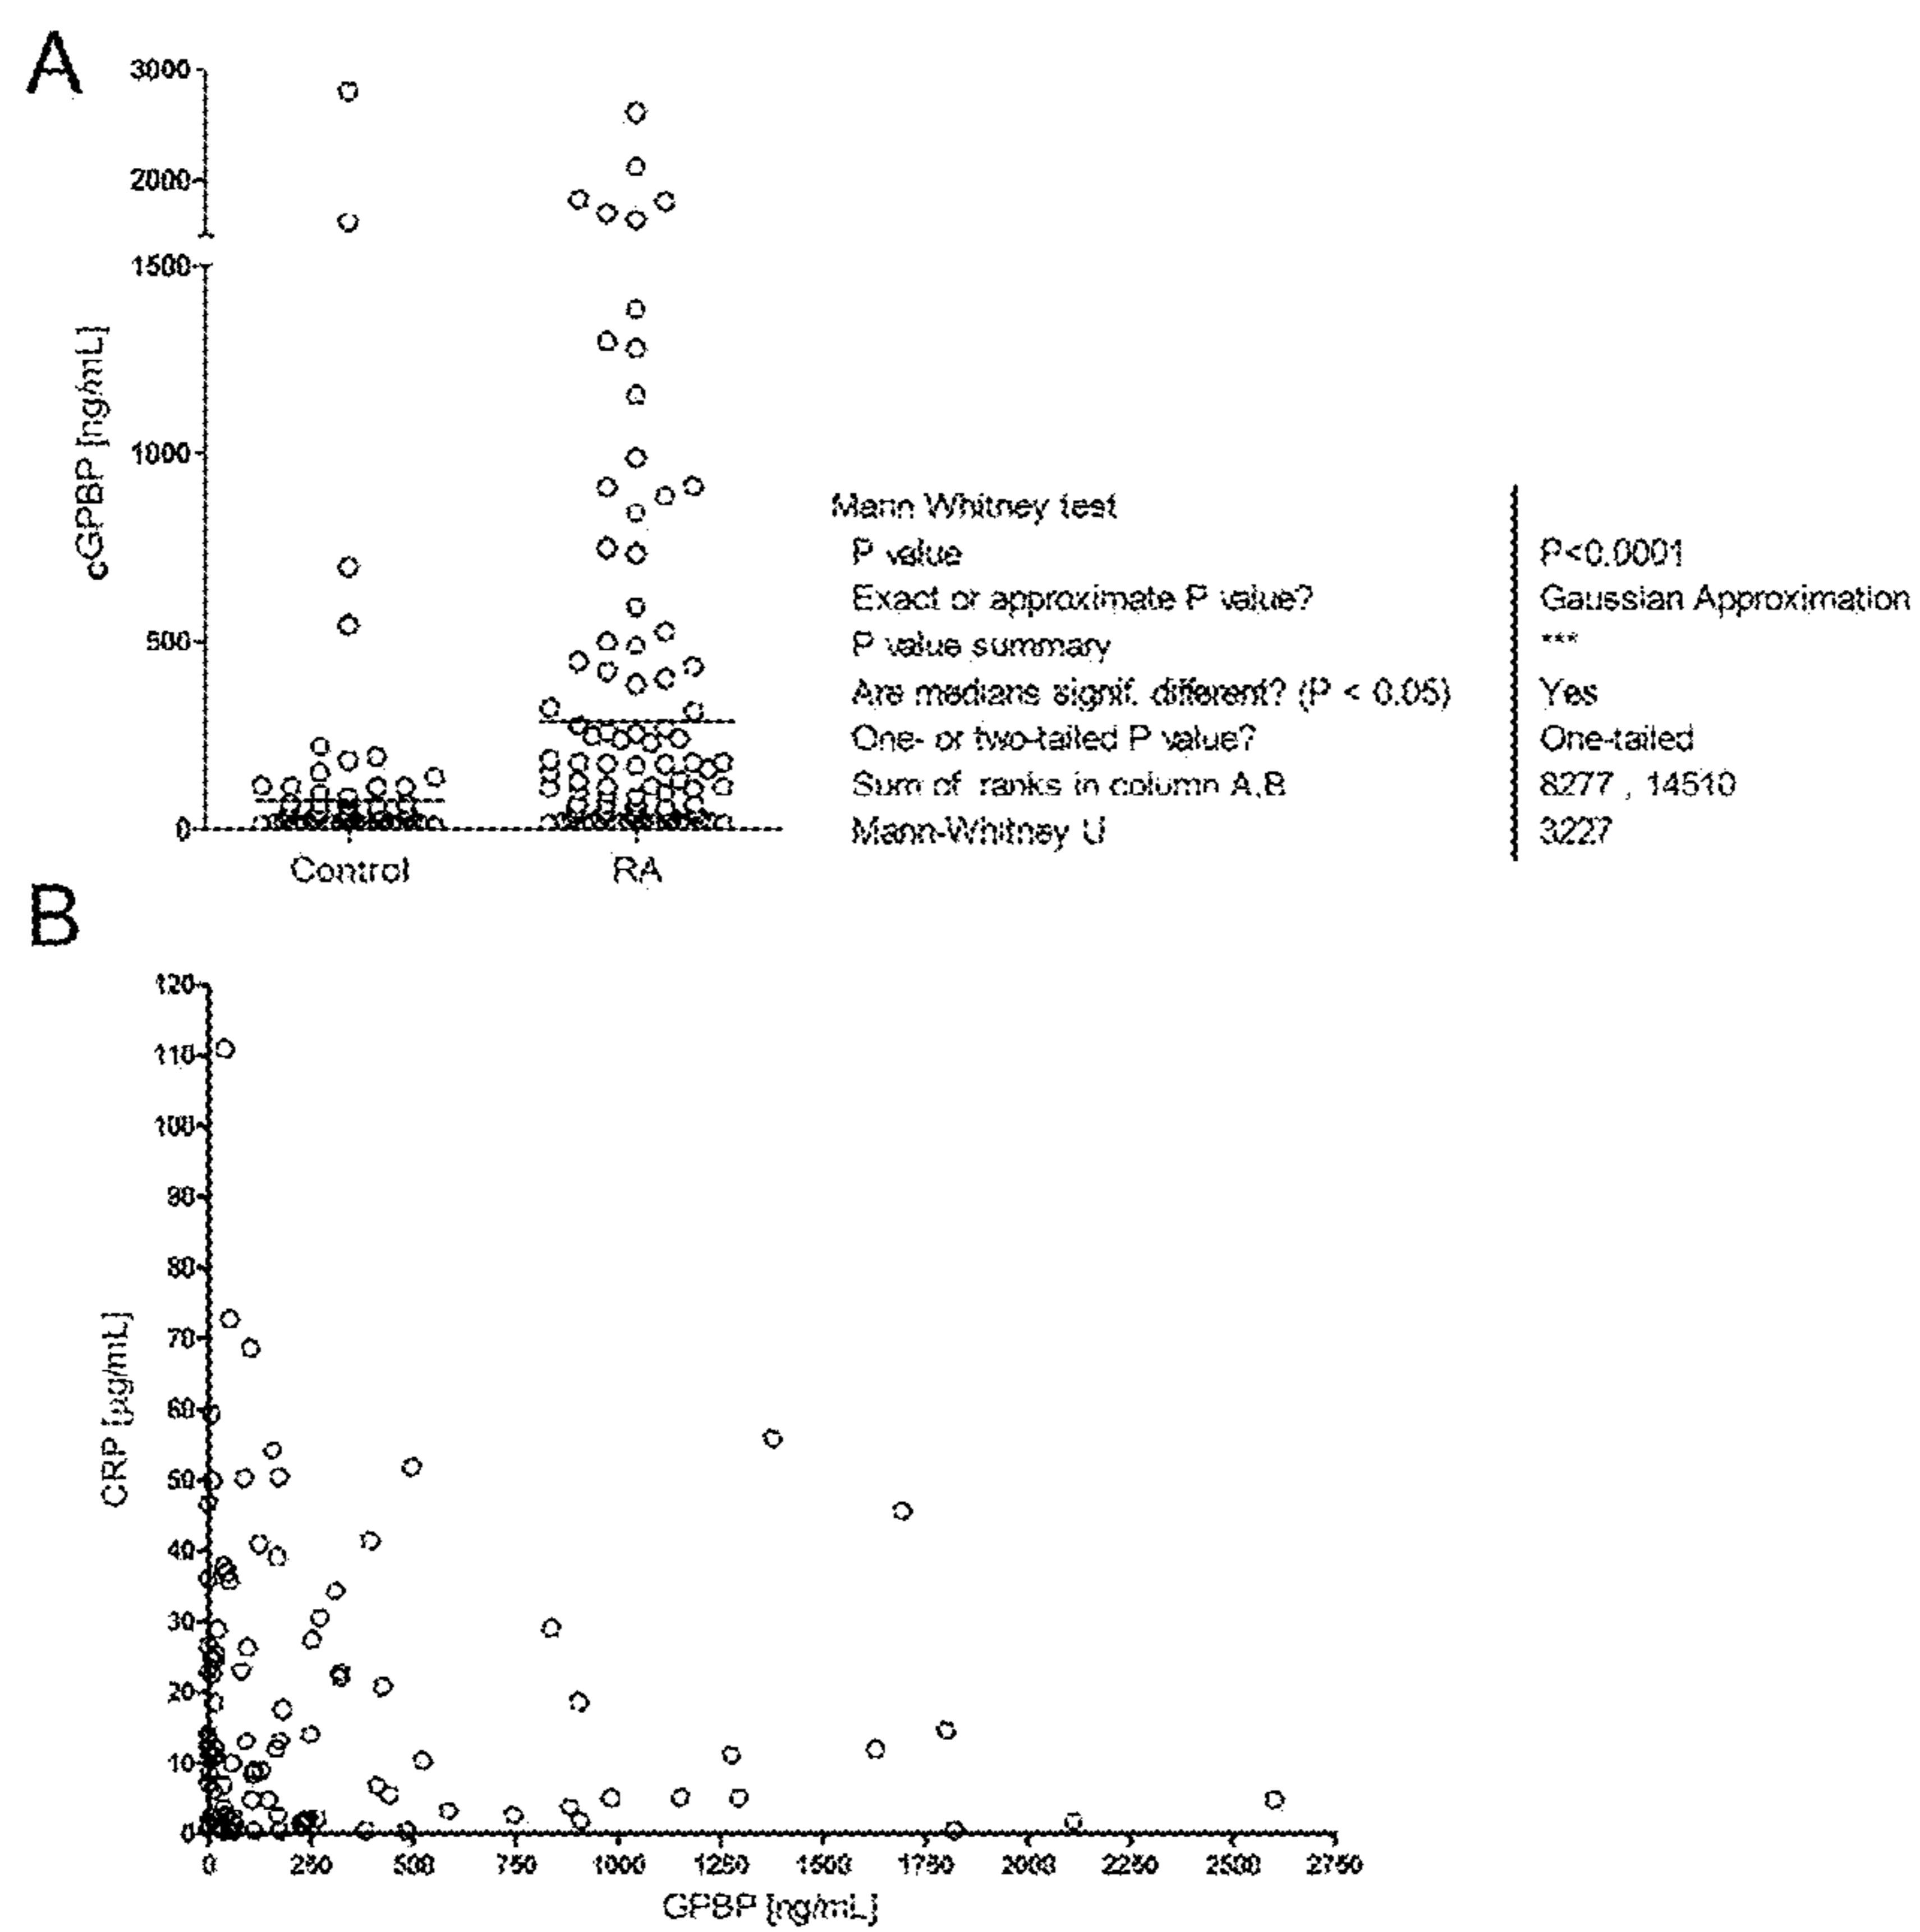 A
3000
2000
1500
1000
500
0
cGPBP [ng/mL]
Control RA
Mann Whitney test
P value P<0.0001
Exact or approximate P value? Gaussian Approximation
P value summary ***
Are medians signif. different? (P < 0.05) Yes
One- or two-tailed P value? One-tailed
Sum of ranks in column A,B 8277 , 14510
Mann-Whitney U 3227
B
120
110
100
90
80
70
60
50
40
30
20
10
0
CRP [µg/mL]
0 250 500 750 1000 1250 1500 1750 2000 2250 2500 2750
GPBP [ng/mL]